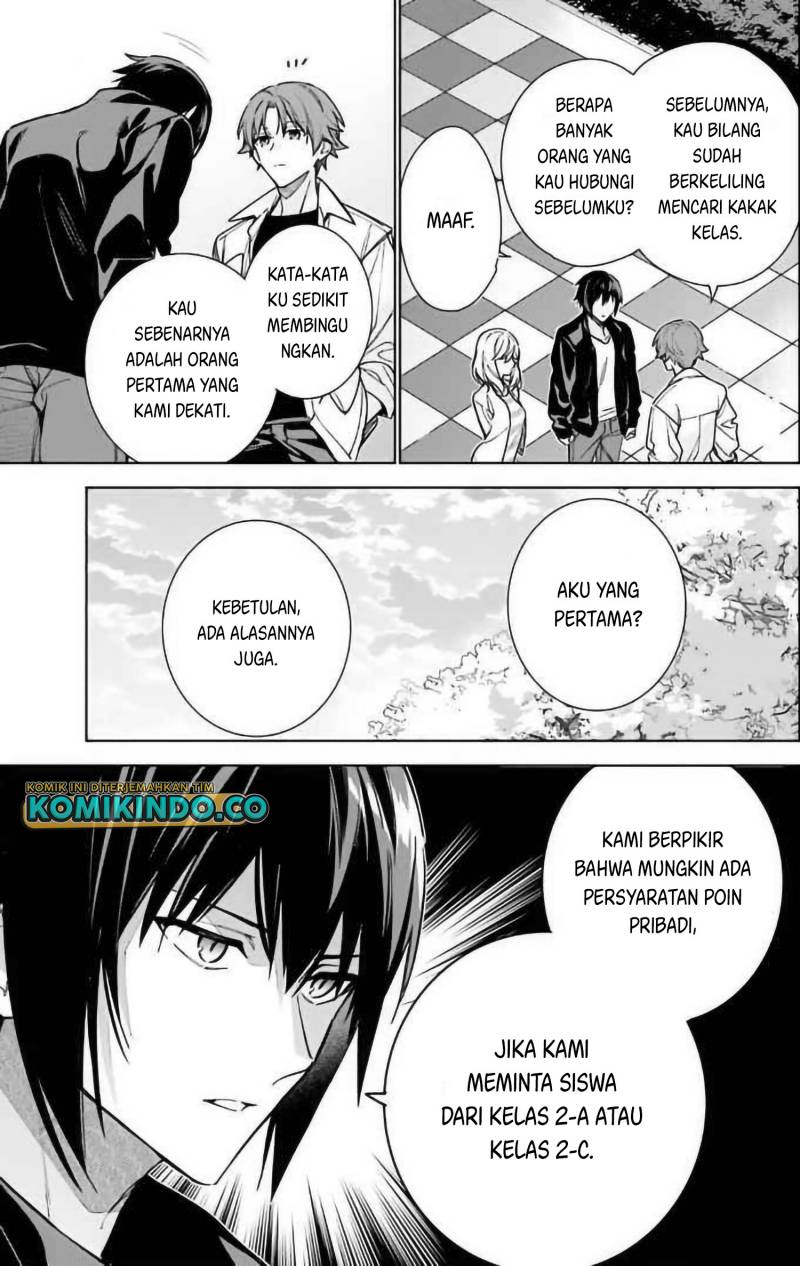 SEBELUMNYA,
KAU BILANG
SUDAH
BERKELILING
MENCARI KAKAK
KELAS.
BERAPA
BANYAK
ORANG YANG
KAU HUBUNGI
SEBELUMKU?
MAAF.
KATA-KATA
KU SEDIKIT
MEMBINGU
NGKAN.
KAU
SEBENARNYA
ADALAH ORANG
PERTAMA YANG
KAMI DEKATI.
AKU YANG
PERTAMA?
KEBETULAN,
ADA ALASANNYA
JUGA.
KOMIK INI DITERJEMAHKAN TIM
KOMIKINDO.CO
KAMI BERPIKIR
BAHWA MUNGKIN ADA
PERSYARATAN POIN
PRIBADI,
JIKA KAMI
MEMINTA SISWA
DARI KELAS 2-A ATAU
KELAS 2-C.